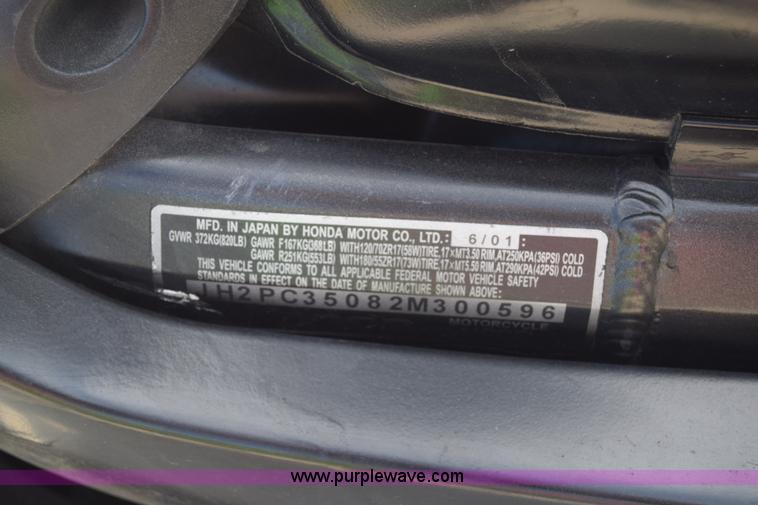 MFD. IN JAPAN BY HONDA MOTOR CO., LTD.: 6/01
GVWR 372KG(820LB) GAWR F167KG(368LB) WITH120/70ZR17(58W)TIRE,17×MT3.50 RIM,AT250KPA(36PSI) COLD
GAWR R251KG(553LB) WITH180/55ZR17(73W)TIRE,17×MT5.50 RIM,AT290KPA(42PSI) COLD
THIS VEHICLE CONFORMS TO ALL APPLICABLE FEDERAL MOTOR VEHICLE SAFETY
STANDARDS IN EFFECT ON THE DATE OF MANUFACTURE SHOWN ABOVE:
JH2PC35082M300596
MOTORCYCLE
www.purplewave.com